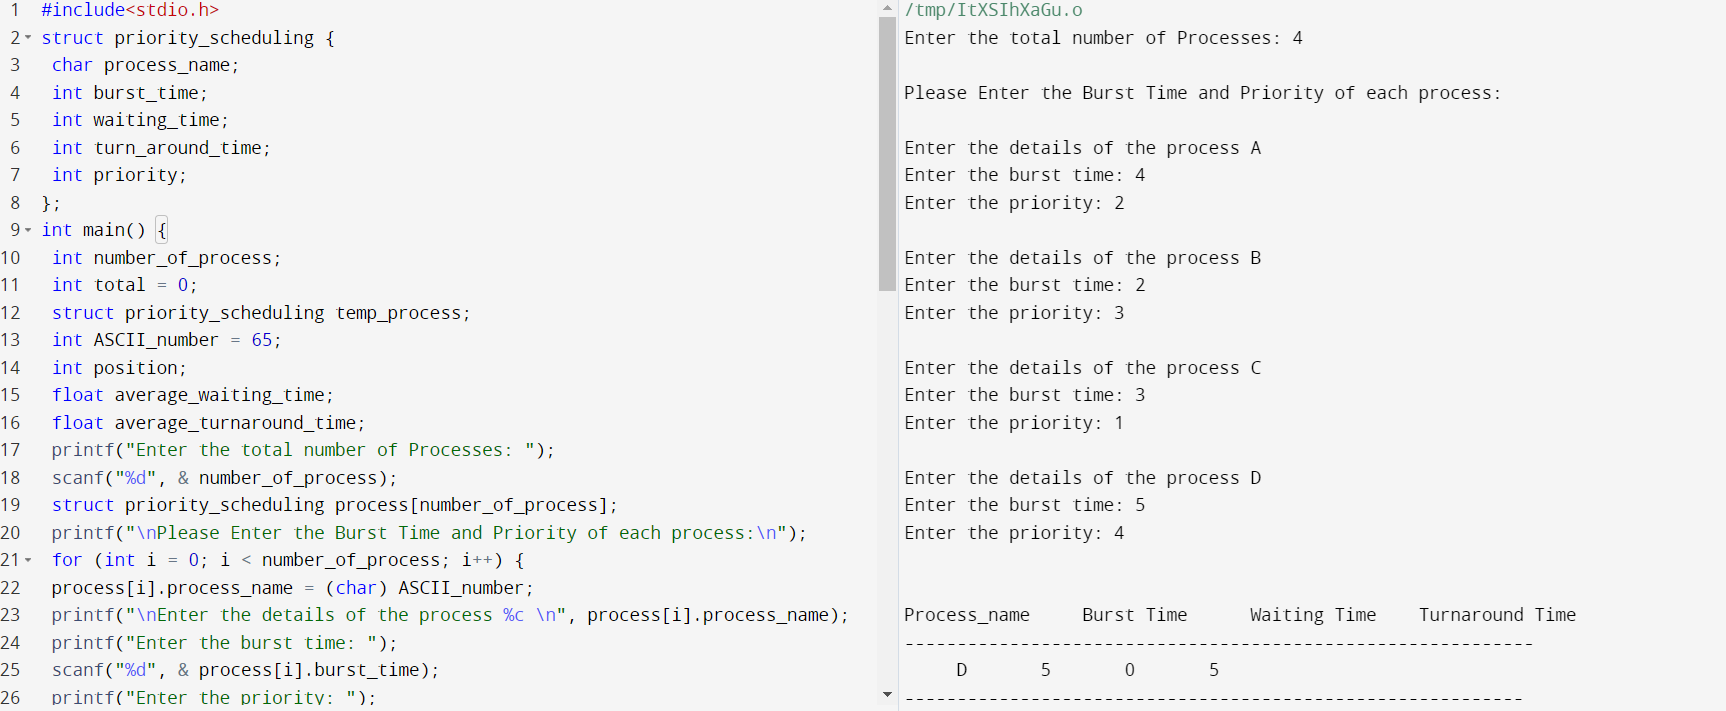 1 #include<stdio.h>
2 struct priority_scheduling {
3 char process_name;
4 int burst_time;
5 int waiting_time;
6 int turn_around_time;
7 int priority;
8 };
9 int main() {
10 int number_of_process;
11 int total = 0;
12 struct priority_scheduling temp_process;
13 int ASCII_number = 65;
14 int position;
15 float average_waiting_time;
16 float average_turnaround_time;
17 printf("Enter the total number of Processes: ");
18 scanf("%d", & number_of_process);
19 struct priority_scheduling process[number_of_process];
20 printf("\nPlease Enter the Burst Time and Priority of each process:\n");
21 for (int i = 0; i < number_of_process; i++) {
22 process[i].process_name = (char) ASCII_number;
23 printf("\nEnter the details of the process %c \n", process[i].process_name);
24 printf("Enter the burst time: ");
25 scanf("%d", & process[i].burst_time);
26 printf("Enter the priority: ");
/tmp/ItXSIhXaGu.o
Enter the total number of Processes: 4
Please Enter the Burst Time and Priority of each process:
Enter the details of the process A
Enter the burst time: 4
Enter the priority: 2
Enter the details of the process B
Enter the burst time: 2
Enter the priority: 3
Enter the details of the process C
Enter the burst time: 3
Enter the priority: 1
Enter the details of the process D
Enter the burst time: 5
Enter the priority: 4
Process_name Burst Time Waiting Time Turnaround Time
------------------------------------------------------------
D 5 0 5
-----------------------------------------------------------